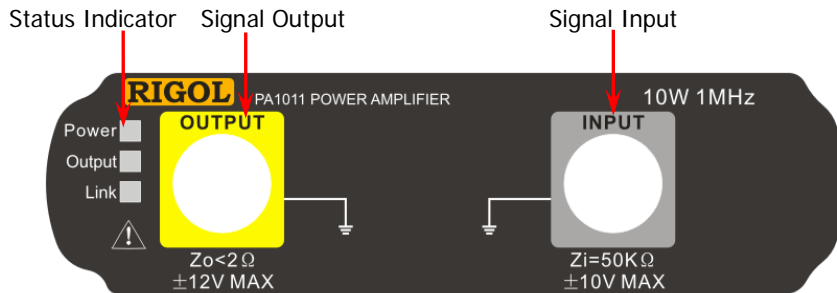 Status Indicator Signal Output Signal Input
RIGOL PA1011 POWER AMPLIFIER 10W 1MHz
OUTPUT INPUT
Power
Output
Link
Zo<2Ω Zi=50KΩ
±12V MAX ±10V MAX